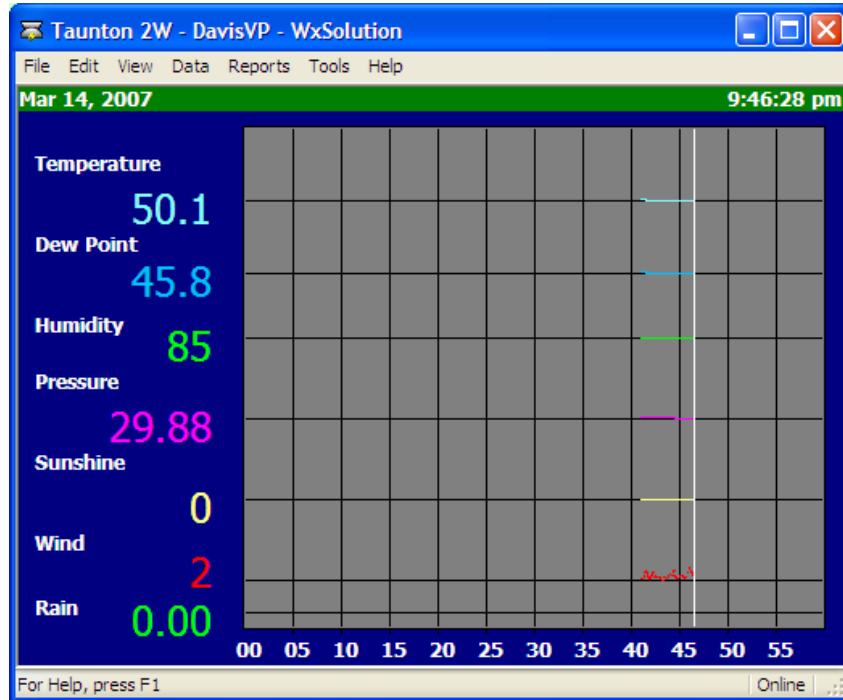 Taunton 2W - DavisVP - WxSolution
File Edit View Data Reports Tools Help
Mar 14, 2007 9:46:28 pm
Temperature
50.1
Dew Point
45.8
Humidity
85
Pressure
29.88
Sunshine
0
Wind
2
Rain
0.00
00 05 10 15 20 25 30 35 40 45 50 55
For Help, press F1 Online